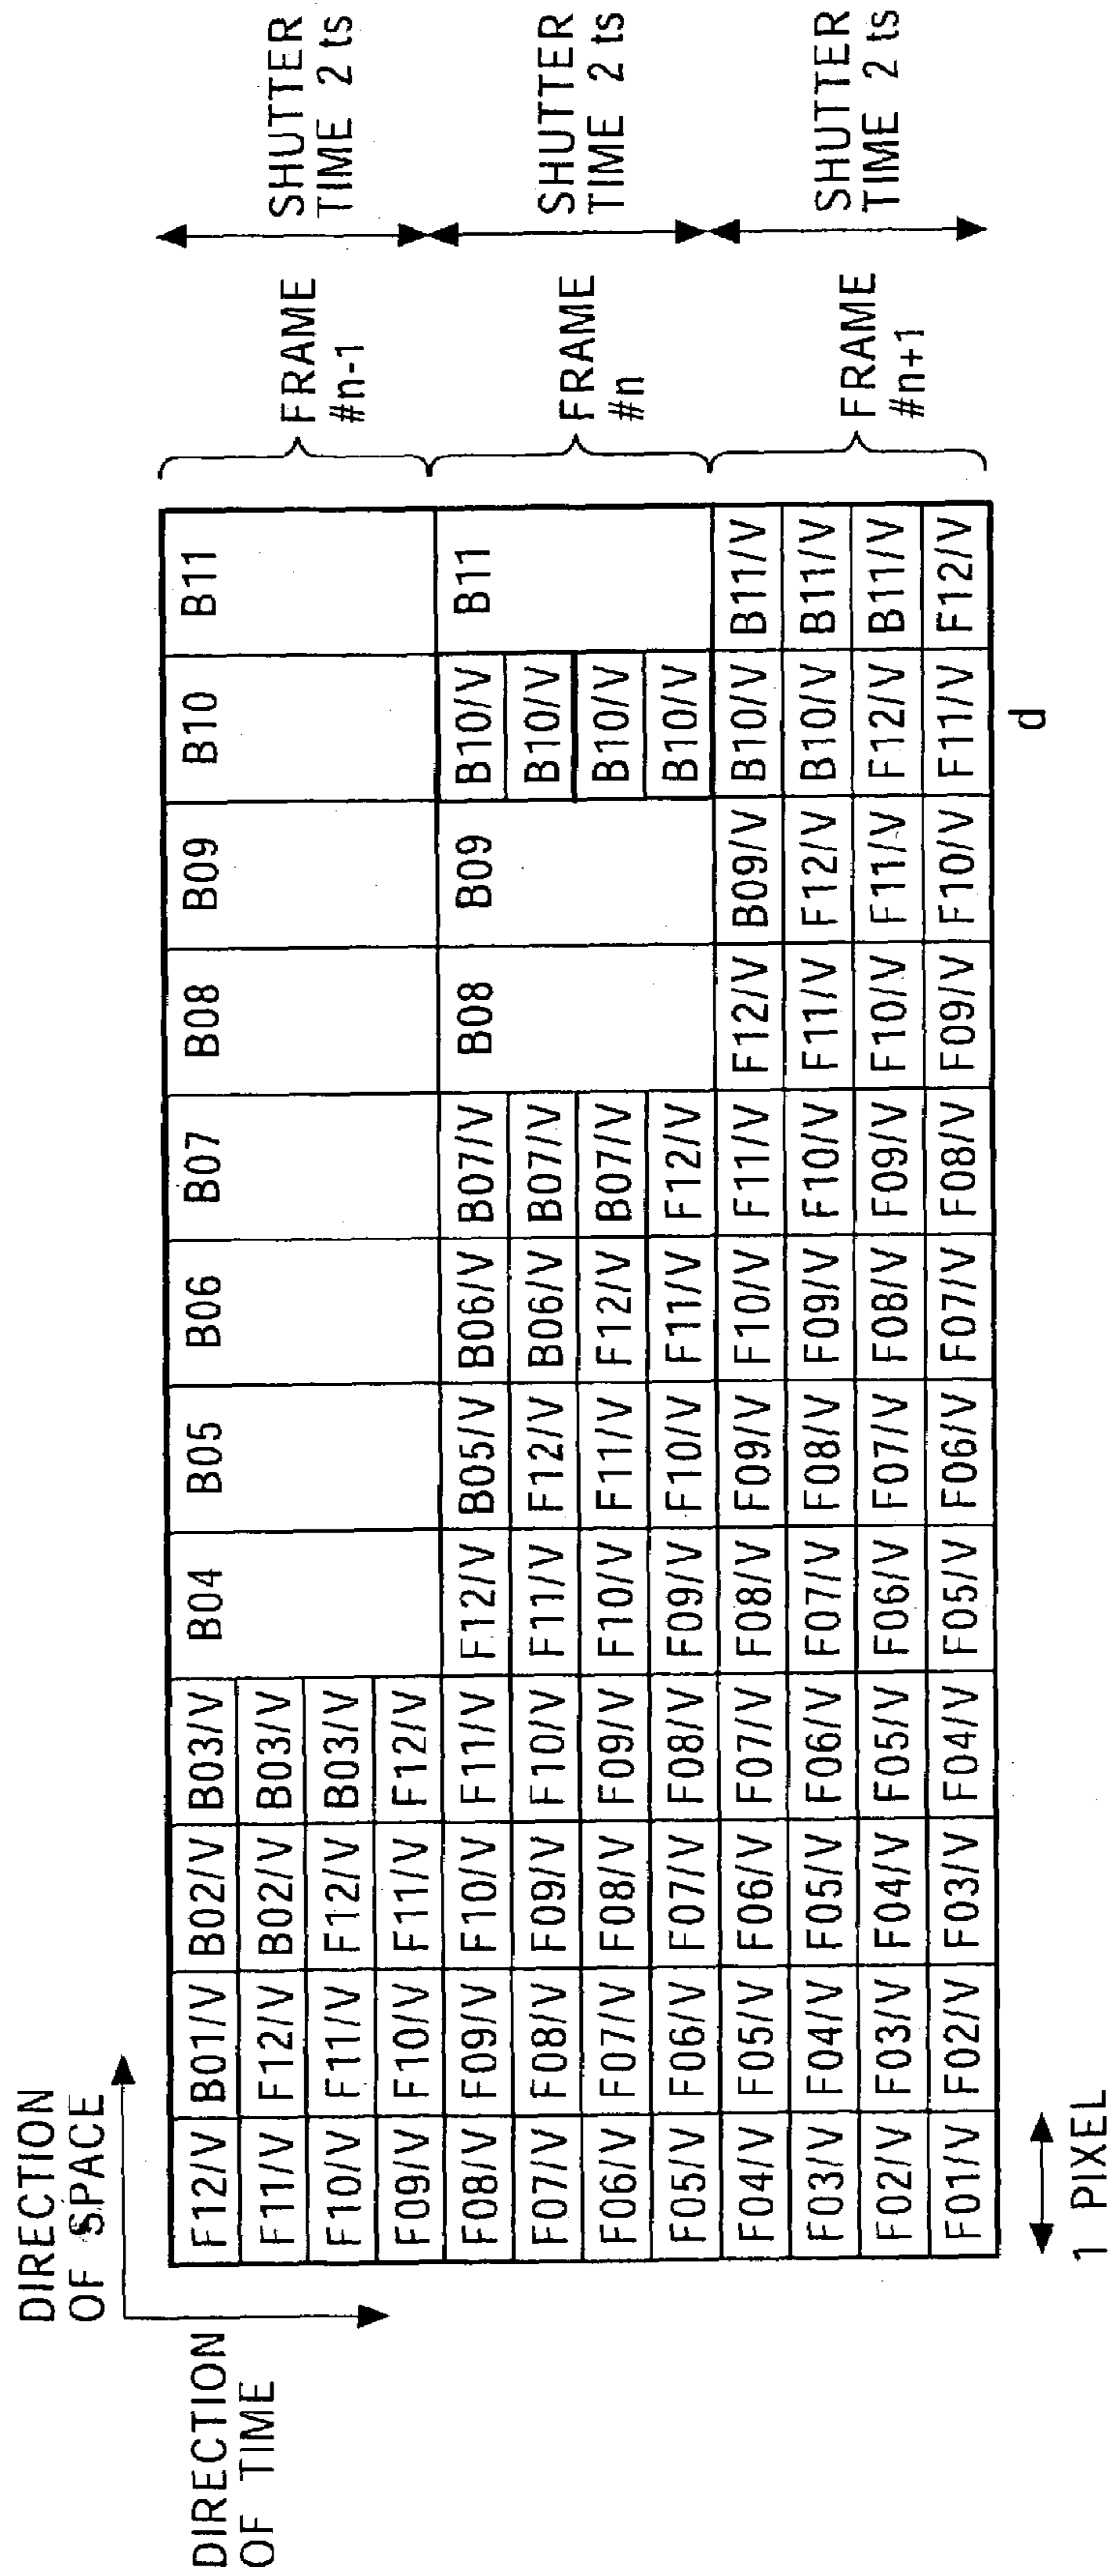 DIRECTION
OF SPACE
DIRECTION
OF TIME
F12/V B01/V B02/V B03/V B04 B05 B06 B07 B08 B09 B10 B11
F11/V F12/V B02/V B03/V
F10/V F11/V F12/V B03/V
F09/V F10/V F11/V F12/V
FRAME
#n-1
SHUTTER
TIME 2 ts
F08/V F09/V F10/V F11/V F12/V B05/V B06/V B07/V B08 B09 B10/V B11
F07/V F08/V F09/V F10/V F11/V F12/V B06/V B07/V B10/V
F06/V F07/V F08/V F09/V F10/V F11/V F12/V B07/V B10/V
F05/V F06/V F07/V F08/V F09/V F10/V F11/V F12/V B10/V
FRAME
#n
SHUTTER
TIME 2 ts
F04/V F05/V F06/V F07/V F08/V F09/V F10/V F11/V F12/V B09/V B10/V B11/V
F03/V F04/V F05/V F06/V F07/V F08/V F09/V F10/V F11/V F12/V B10/V B11/V
F02/V F03/V F04/V F05/V F06/V F07/V F08/V F09/V F10/V F11/V F12/V B11/V
F01/V F02/V F03/V F04/V F05/V F06/V F07/V F08/V F09/V F10/V F11/V F12/V
FRAME
#n+1
SHUTTER
TIME 2 ts
d
1 PIXEL